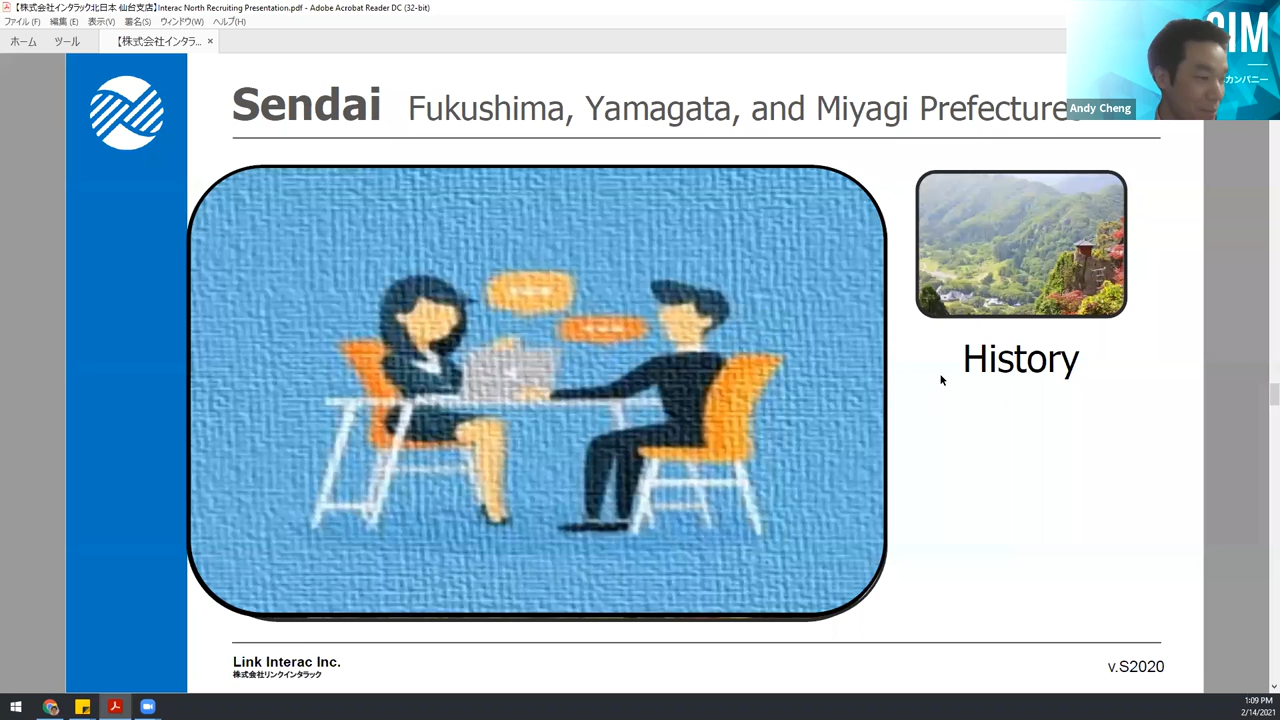 【株式会社インタラック北日本 仙台支店】Interac North Recruiting Presentation.pdf - Adobe Acrobat Reader DC (32-bit)
ファイル(F) 編集(E) 表示(V) 署名(S) ウィンドウ(W) ヘルプ(H)
ホーム ツール 【株式会社インタラ... ×
IM
カンパニー
Andy Cheng
Sendai Fukushima, Yamagata, and Miyagi Prefectures
History
Link Interac Inc.
株式会社リンクインタラック
v.S2020
1:09 PM
2/14/2021